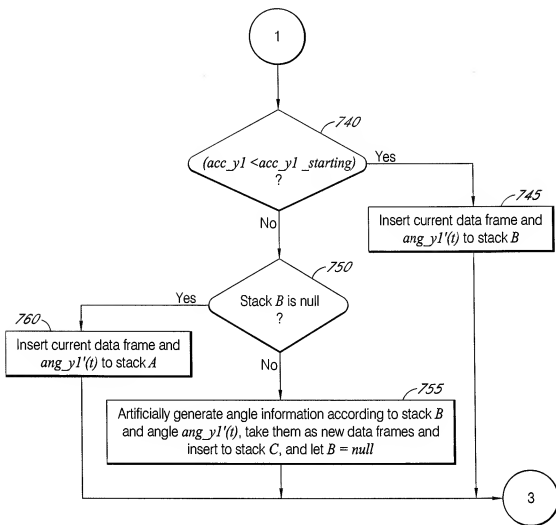 1
740
(acc_y1 <acc_y1 _starting)
?
Yes
No
745
Insert current data frame and
ang_y1'(t) to stack B
750
Stack B is null
?
Yes
No
760
Insert current data frame and
ang_y1'(t) to stack A
755
Artificially generate angle information according to stack B
and angle ang_y1'(t), take them as new data frames and
insert to stack C, and let B = null
3